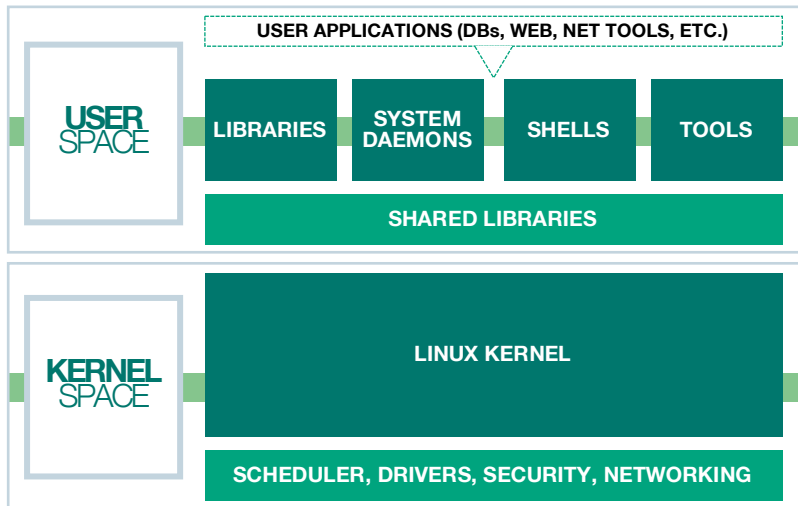 USER APPLICATIONS (DBs, WEB, NET TOOLS, ETC.)
USER
SPACE
LIBRARIES
SYSTEM
DAEMONS
SHELLS
TOOLS
SHARED LIBRARIES
KERNEL
SPACE
LINUX KERNEL
SCHEDULER, DRIVERS, SECURITY, NETWORKING